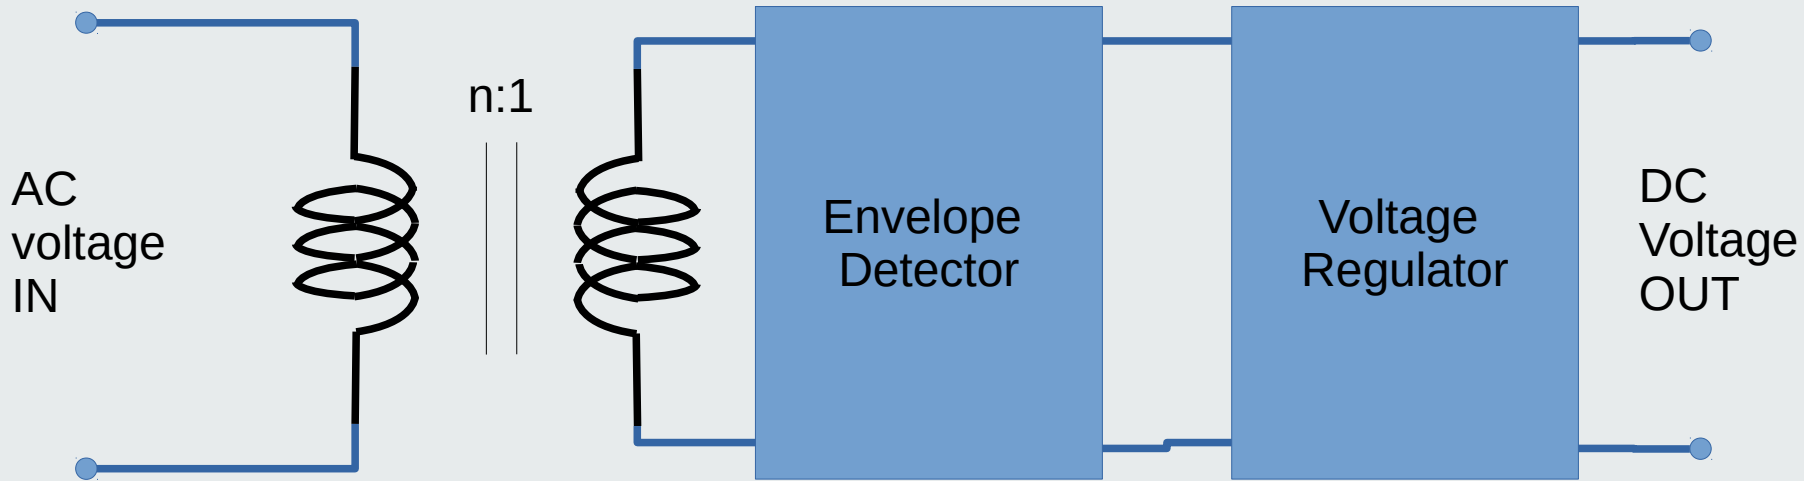 AC
voltage
IN
n:1
Envelope
Detector
Voltage
Regulator
DC
Voltage
OUT